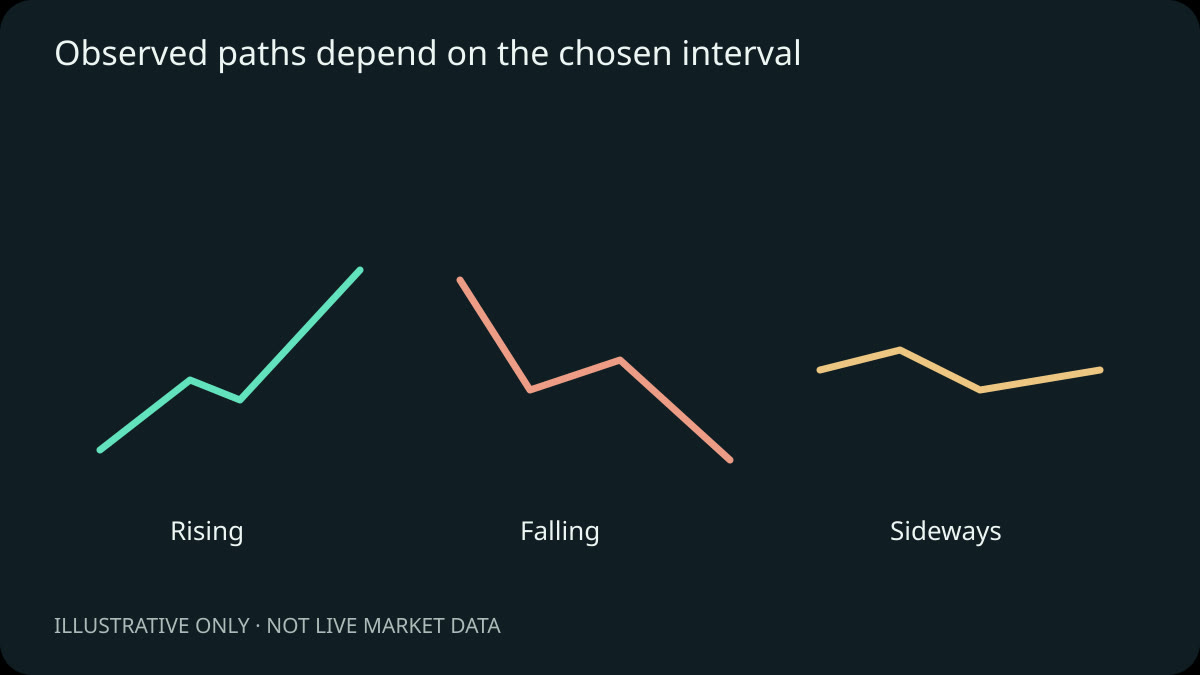 Observed paths depend on the chosen interval
Rising
Falling
Sideways
ILLUSTRATIVE ONLY · NOT LIVE MARKET DATA